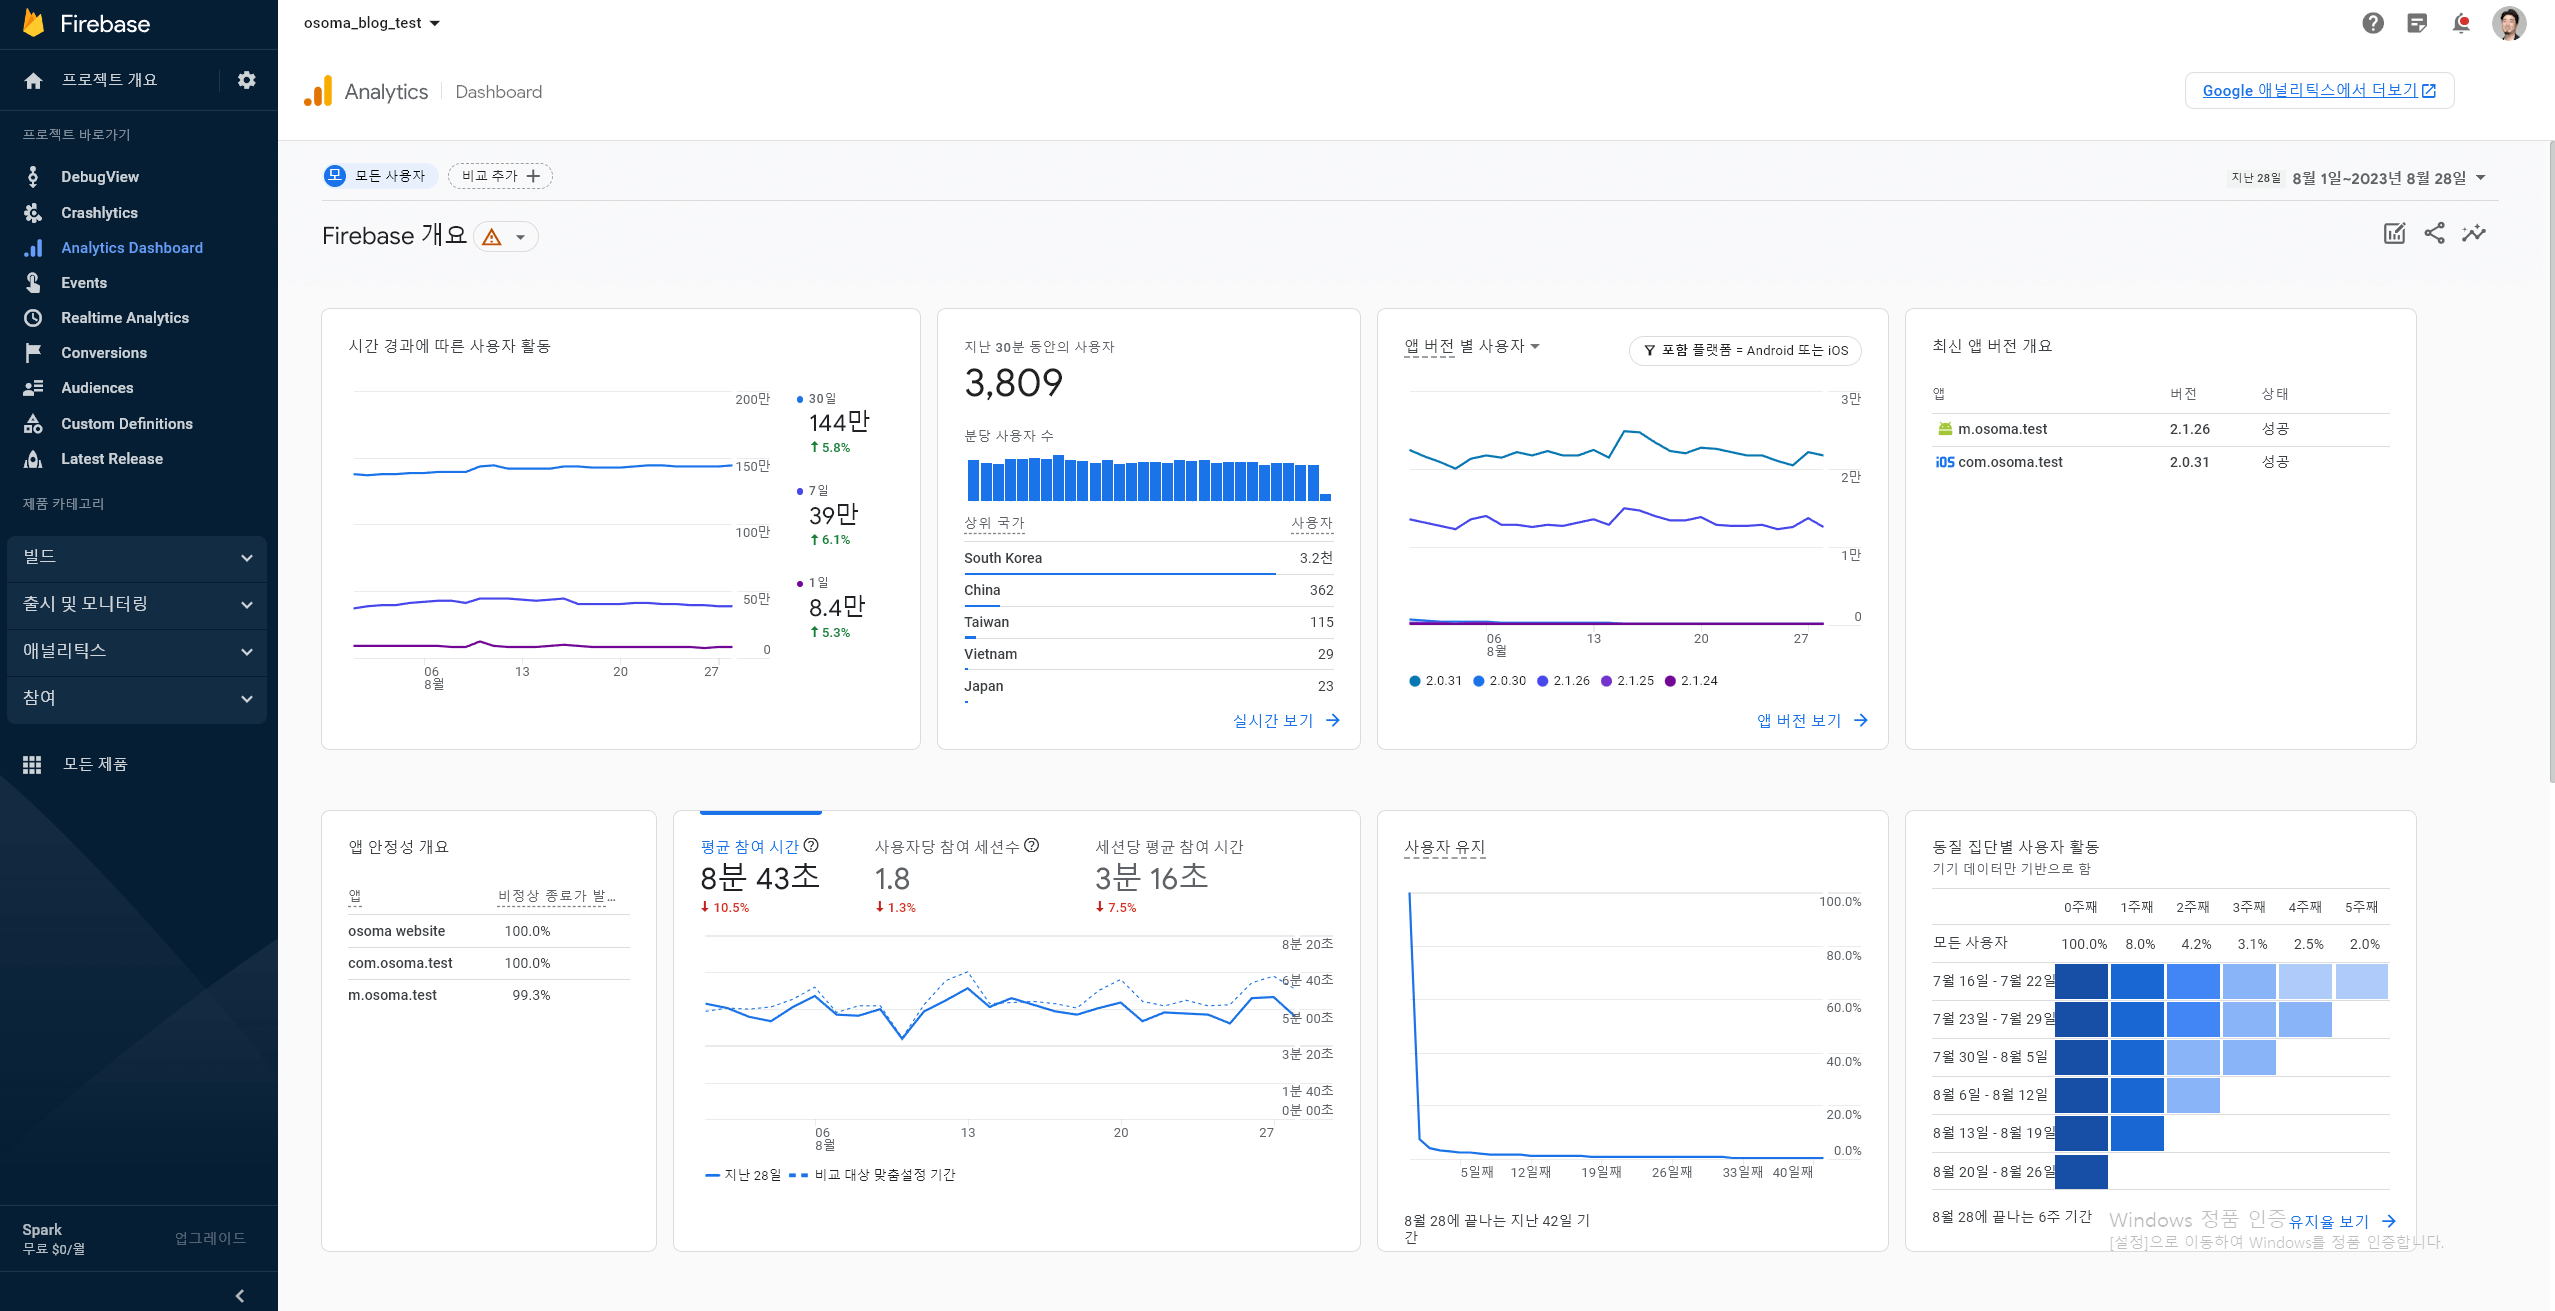 Firebase
프로젝트 개요
프로젝트 바로가기
DebugView
Crashlytics
Analytics Dashboard
Events
Realtime Analytics
Conversions
Audiences
Custom Definitions
Latest Release
제품 카테고리
빌드
출시 및 모니터링
애널리틱스
참여
모든 제품
Spark
무료 $0/월
업그레이드
osoma_blog_test
Analytics
Dashboard
Google 애널리틱스에서 더보기
모 모든 사용자
비교 추가
지난 28일 8월 1일~2023년 8월 28일
Firebase 개요
시간 경과에 따른 사용자 활동
200만
150만
100만
50만
0
06
8월
13
20
27
30일
144만
5.8%
7일
39만
6.1%
1일
8.4만
5.3%
지난 30분 동안의 사용자
3,809
분당 사용자 수
상위 국가 사용자
South Korea 3.2천
China 362
Taiwan 115
Vietnam 29
Japan 23
실시간 보기
앱 버전 별 사용자
포함 플랫폼 = Android 또는 iOS
3만
2만
1만
0
06
8월
13
20
27
2.0.31 2.0.30 2.1.26 2.1.25 2.1.24
앱 버전 보기
최신 앱 버전 개요
앱 버전 상태
m.osoma.test 2.1.26 성공
iOS com.osoma.test 2.0.31 성공
앱 안정성 개요
앱 비정상 종료가 발...
osoma website 100.0%
com.osoma.test 100.0%
m.osoma.test 99.3%
평균 참여 시간
8분 43초
10.5%
사용자당 참여 세션수
1.8
1.3%
세션당 평균 참여 시간
3분 16초
7.5%
8분 20초
6분 40초
5분 00초
3분 20초
1분 40초
0분 00초
06
8월
13
20
27
지난 28일 비교 대상 맞춤설정 기간
사용자 유지
100.0%
80.0%
60.0%
40.0%
20.0%
0.0%
5일째 12일째 19일째 26일째 33일째 40일째
8월 28에 끝나는 지난 42일 기
간
동질 집단별 사용자 활동
기기 데이터만 기반으로 함
0주째 1주째 2주째 3주째 4주째 5주째
모든 사용자 100.0% 8.0% 4.2% 3.1% 2.5% 2.0%
7월 16일 - 7월 22일
7월 23일 - 7월 29일
7월 30일 - 8월 5일
8월 6일 - 8월 12일
8월 13일 - 8월 19일
8월 20일 - 8월 26일
8월 28에 끝나는 6주 기간
유지율 보기
Windows 정품 인증
[설정]으로 이동하여 Windows를 정품 인증합니다.